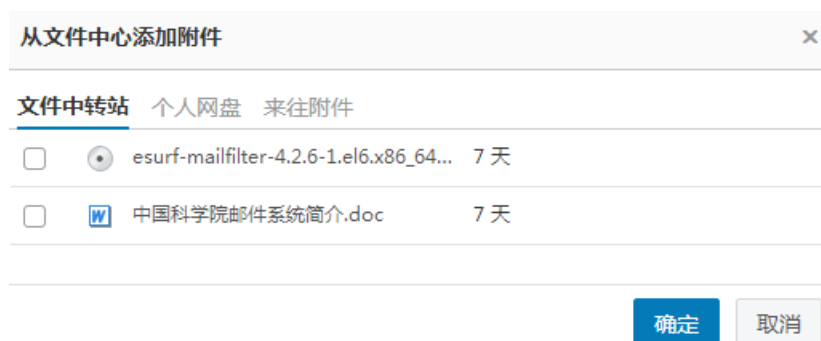 从文件中心添加附件 ×
文件中转站 个人网盘 来往附件
esurf-mailfilter-4.2.6-1.el6.x86_64... 7 天
中国科学院邮件系统简介.doc 7 天
确定 取消